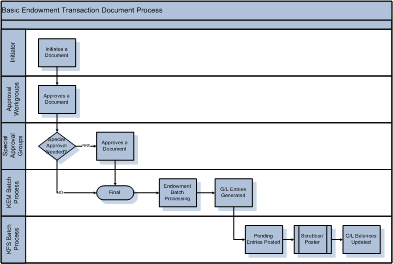 Basic Endowment Transaction Document Process
Initiator
Initiates a
Document
Approval
Workgroups
Approves a
Document
Special
Approval
Groups
Special
Approval
Needed?
YES
Approves a
Document
KEM Batch
Process
NO
Final
Endowment
Batch
Processing
G/L Entries
Generated
KFS Batch
Process
Pending
Entries Posted
Scrubber/
Poster
G/L Balances
Updated